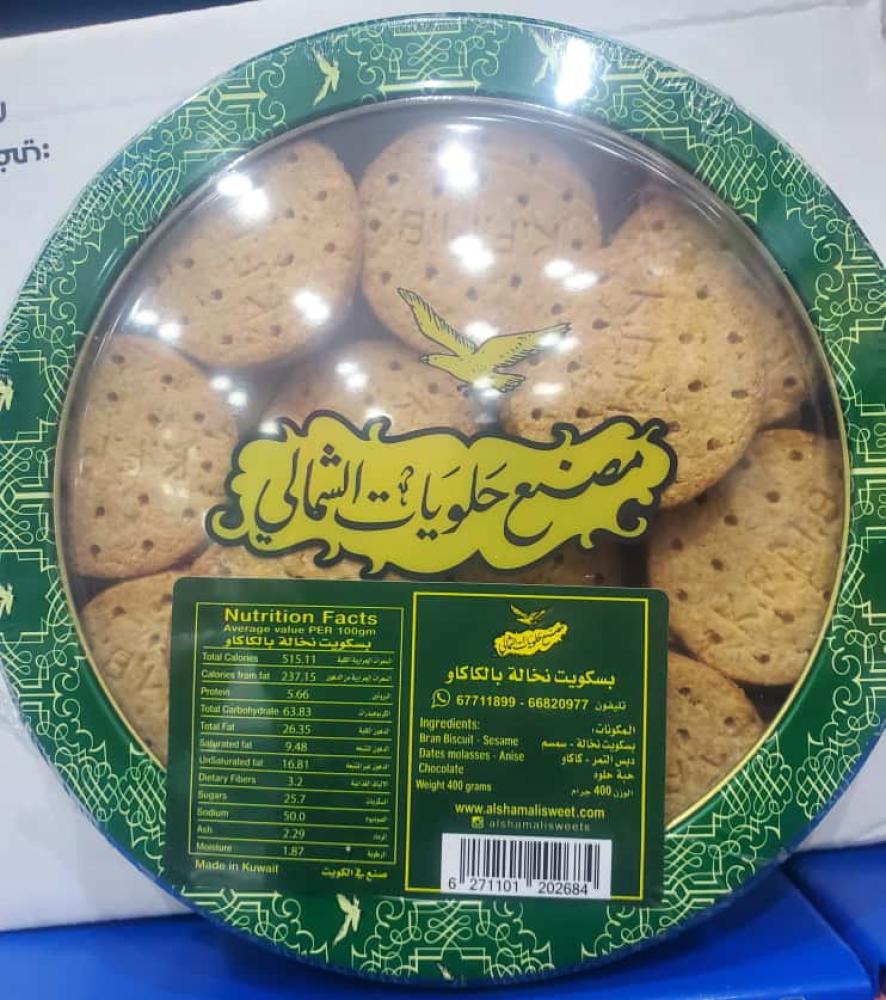 مصنع حلويات الشمالي
Nutrition Facts
Average value PER 100gm
بسكويت نخالة بالكاكاو
Total Calories 515.11 السعرات الحرارية الكلية
Calories from fat 237.15 السعرات الحرارية من الدهون
Protein 5.66 البروتين
Total Carbohydrale 63.83 الكربوهيدرات
Total Fat 26.35 الدهون الكلية
Saturated fat 9.48 الدهون المشبعة
UnSaturated fat 16.81 الدهون غير المشبعة
Dietary Fibers 3.2 الالياف الغذائية
Sugars 25.7 السكريات
Sodium 50.0 الصوديوم
Ash 2.29 الرماد
Moisture 1.87 الرطوبة
Made in Kuwait صنع في الكويت
مصنع حلويات الشمالي
بسكويت نخالة بالكاكاو
67711899 - 66820977 تليفون
Ingredients:
Bran Biscuit - Sesame
Dates molasses - Anise
Chocolate
Weight 400 grams
المكونات:
بسكويت نخالة - سمسم
دبس التمر - كاكاو
حبة حلوة
الوزن 400 جرام
www.alshamalisweet.com
alshamalisweets
6 271101 202684